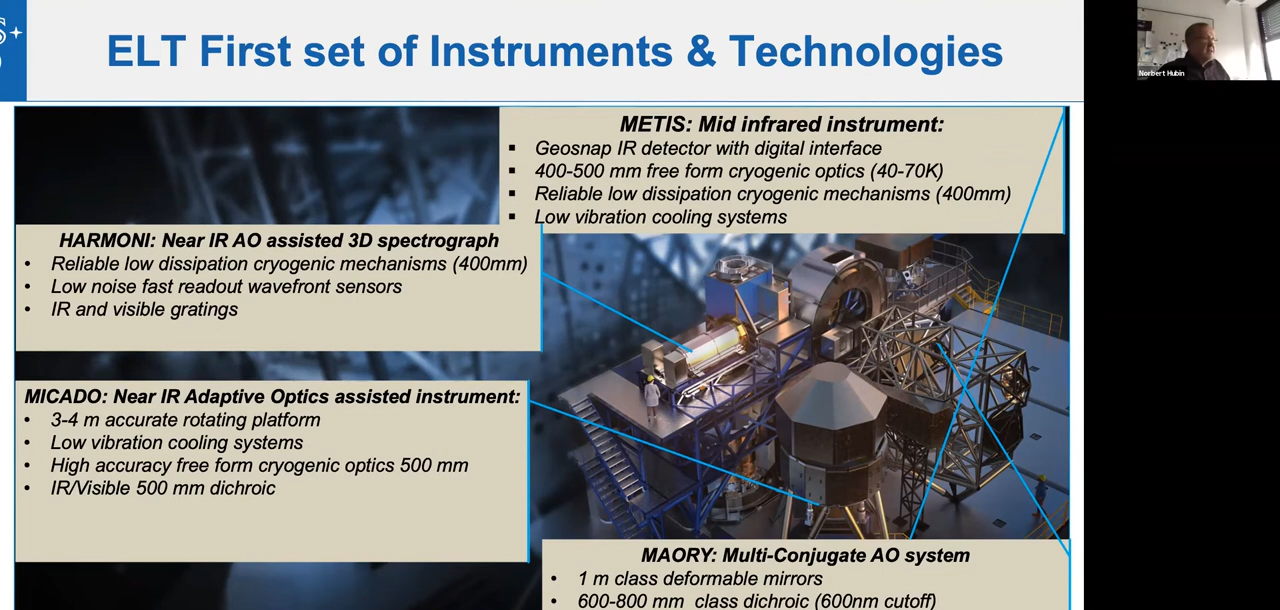 ELT First set of Instruments & Technologies
Norbert Hubin
METIS: Mid infrared instrument:
▪ Geosnap IR detector with digital interface
▪ 400-500 mm free form cryogenic optics (40-70K)
▪ Reliable low dissipation cryogenic mechanisms (400mm)
▪ Low vibration cooling systems
HARMONI: Near IR AO assisted 3D spectrograph
• Reliable low dissipation cryogenic mechanisms (400mm)
• Low noise fast readout wavefront sensors
• IR and visible gratings
MICADO: Near IR Adaptive Optics assisted instrument:
• 3-4 m accurate rotating platform
• Low vibration cooling systems
• High accuracy free form cryogenic optics 500 mm
• IR/Visible 500 mm dichroic
MAORY: Multi-Conjugate AO system
• 1 m class deformable mirrors
• 600-800 mm class dichroic (600nm cutoff)